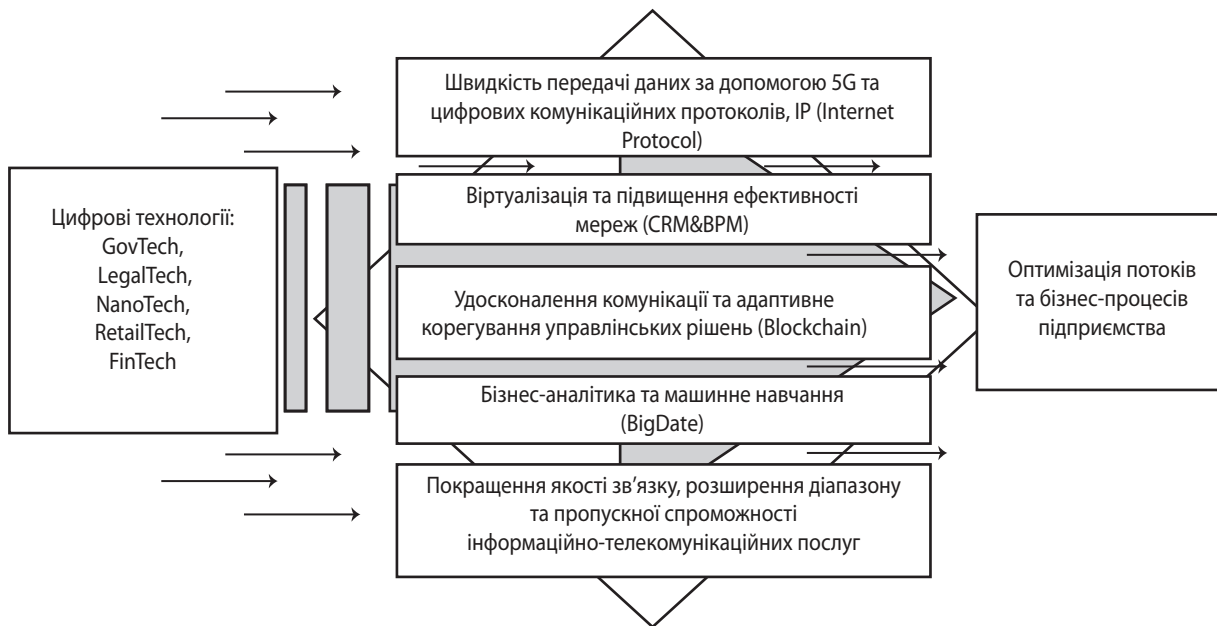 Цифрові технології:
GovTech,
LegalTech,
NanoTech,
RetailTech,
FinTech
Швидкість передачі даних за допомогою 5G та
цифрових комунікаційних протоколів, IP (Internet
Protocol)
Віртуалізація та підвищення ефективності
мереж (CRM&BPM)
Удосконалення комунікації та адаптивне
корегування управлінських рішень (Blockchain)
Бізнес-аналітика та машинне навчання
(BigDate)
Покращення якості зв’язку, розширення діапазону
та пропускної спроможності
інформаційно-телекомунікаційних послуг
Оптимізація потоків
та бізнес-процесів
підприємства